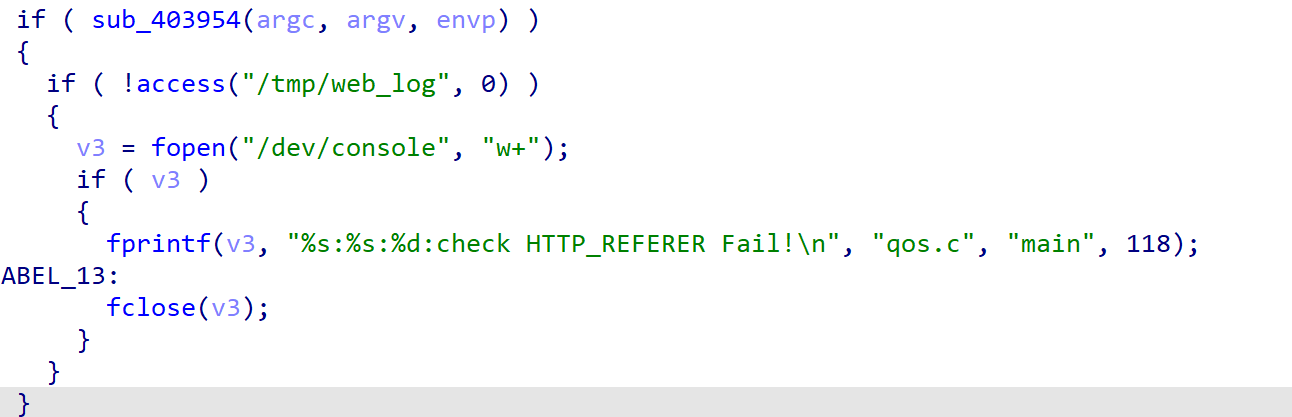 if ( sub_403954(argc, argv, envp) )
{
if ( !access("/tmp/web_log", 0) )
{
v3 = fopen("/dev/console", "w+");
if ( v3 )
{
fprintf(v3, "%s:%s:%d:check HTTP_REFERER Fail!\n", "qos.c", "main", 118);
ABEL_13:
fclose(v3);
}
}
}